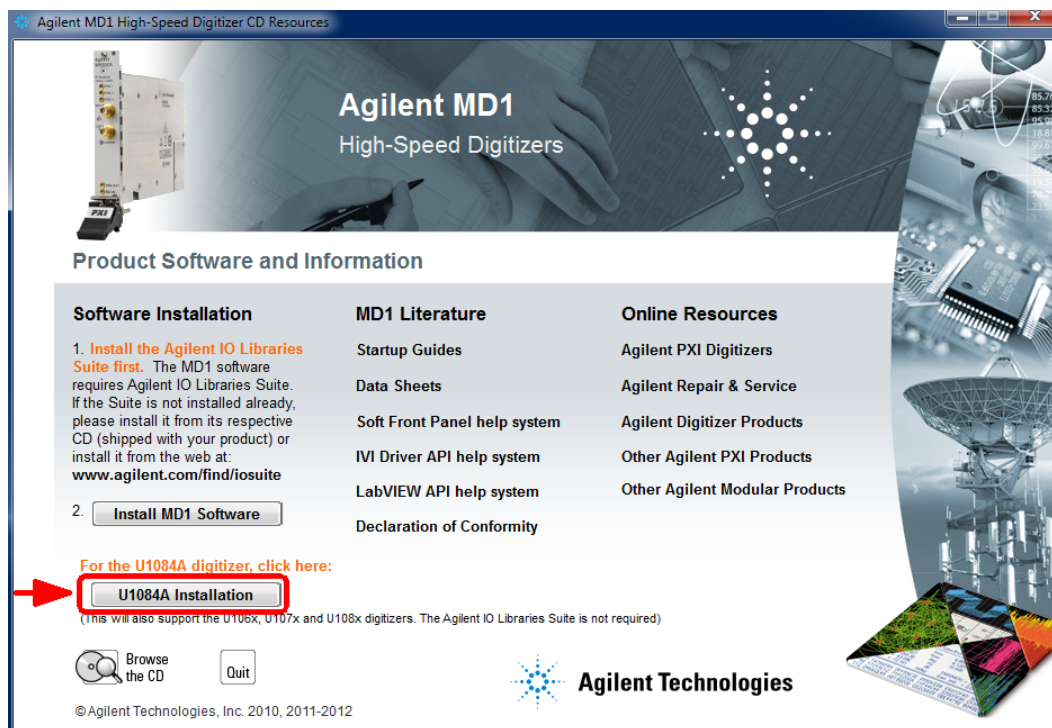 Agilent MD1 High-Speed Digitizer CD Resources
Agilent MD1
High-Speed Digitizers
PXI
Product Software and Information
Software Installation
1. Install the Agilent IO Libraries
Suite first. The MD1 software
requires Agilent IO Libraries Suite.
If the Suite is not installed already,
please install it from its respective
CD (shipped with your product) or
install it from the web at:
www.agilent.com/find/iosuite
2. Install MD1 Software
For the U1084A digitizer, click here:
U1084A Installation
(This will also support the U106x, U107x and U108x digitizers. The Agilent IO Libraries Suite is not required)
MD1 Literature
Startup Guides
Data Sheets
Soft Front Panel help system
IVI Driver API help system
LabVIEW API help system
Declaration of Conformity
Online Resources
Agilent PXI Digitizers
Agilent Repair & Service
Agilent Digitizer Products
Other Agilent PXI Products
Other Agilent Modular Products
Browse
the CD
Quit
Agilent Technologies
© Agilent Technologies, Inc. 2010, 2011-2012